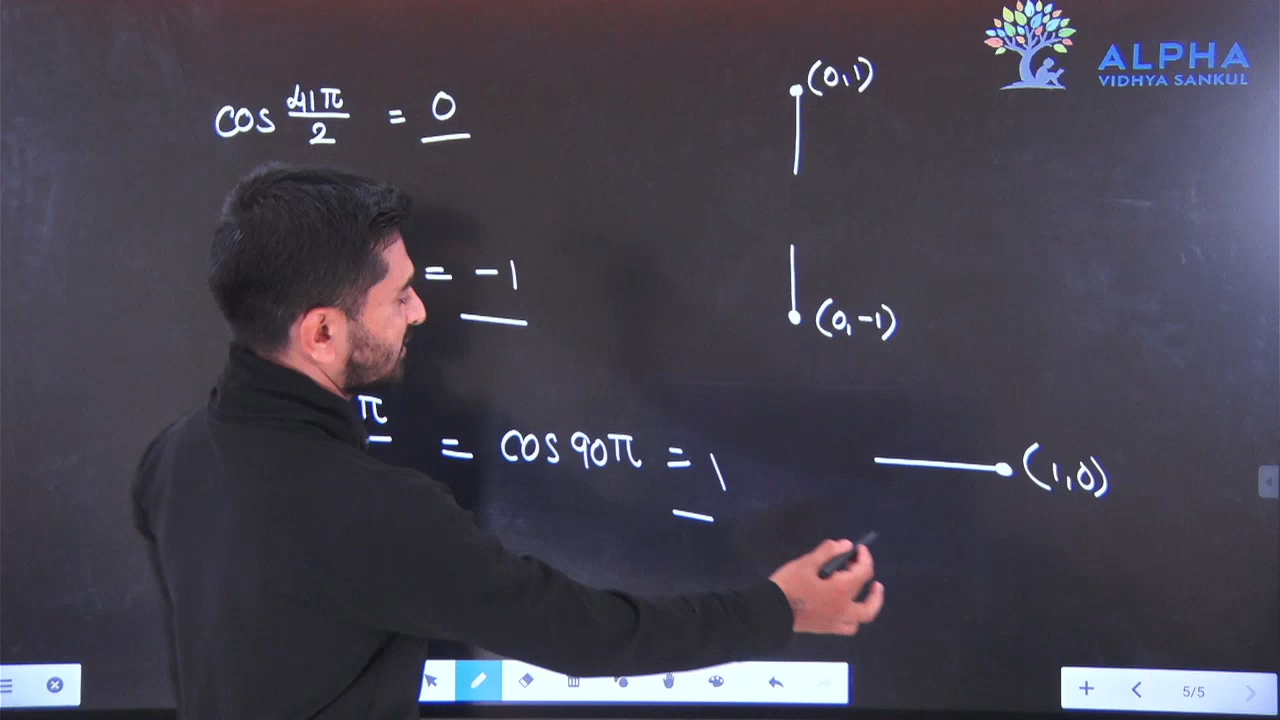 ALPHA
VIDHYA SANKUL
cos 41π/2 = 0
(0,1)
= -1
(0,-1)
π
= cos 90π = 1
(1,0)
5/5